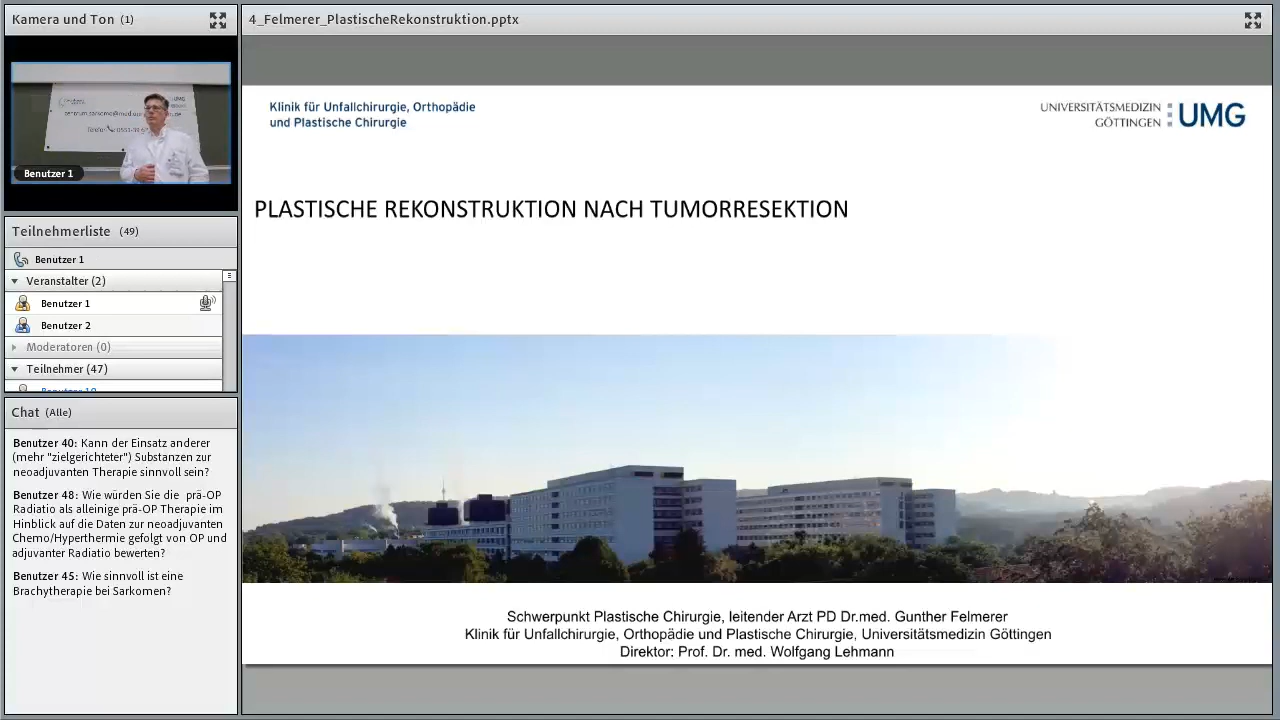 Kamera und Ton (1)
UMG
Benutzer 1
Teilnehmerliste (49)
Benutzer 1
Veranstalter (2)
Benutzer 1
Benutzer 2
Moderatoren (0)
Teilnehmer (47)
Chat (Alle)
Benutzer 40: Kann der Einsatz anderer
(mehr "zielgerichteter") Substanzen zur
neoadjuvanten Therapie sinnvoll sein?
Benutzer 48: Wie würden Sie die prä-OP
Radiatio als alleinige prä-OP Therapie im
Hinblick auf die Daten zur neoadjuvanten
Chemo/Hyperthermie gefolgt von OP und
adjuvanter Radiatio bewerten?
Benutzer 45: Wie sinnvoll ist eine
Brachytherapie bei Sarkomen?
4_Felmerer_PlastischeRekonstruktion.pptx
Klinik für Unfallchirurgie, Orthopädie
und Plastische Chirurgie
UNIVERSITÄTSMEDIZIN
GÖTTINGEN
UMG
PLASTISCHE REKONSTRUKTION NACH TUMORRESEKTION
Schwerpunkt Plastische Chirurgie, leitender Arzt PD Dr.med. Gunther Felmerer
Klinik für Unfallchirurgie, Orthopädie und Plastische Chirurgie, Universitätsmedizin Göttingen
Direktor: Prof. Dr. med. Wolfgang Lehmann